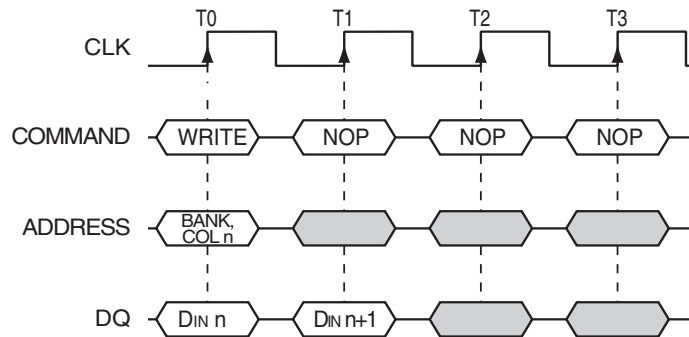 T0 T1 T2 T3
CLK
COMMAND WRITE NOP NOP NOP
ADDRESS BANK,
COL n
DQ DIN n DIN n+1